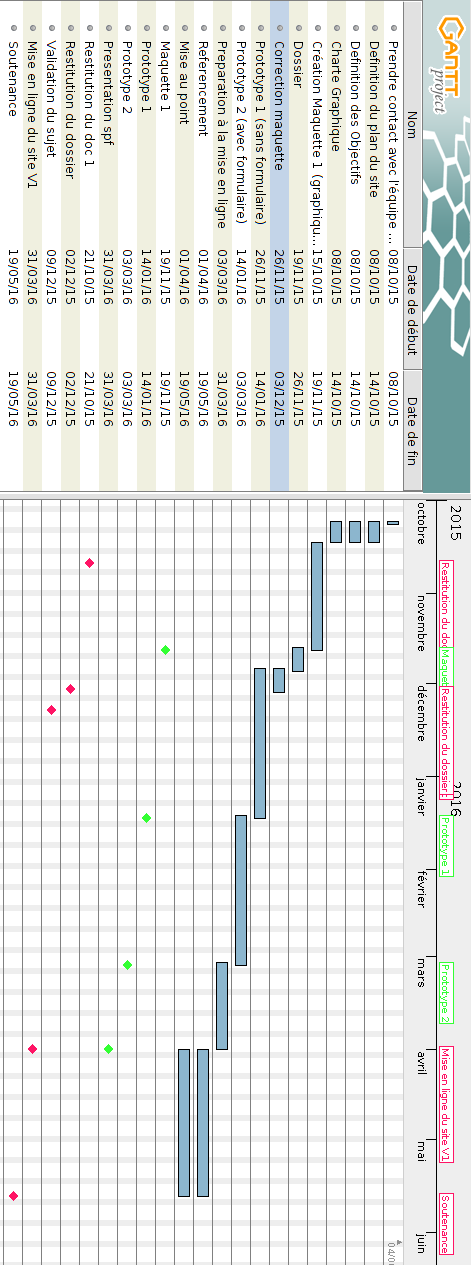 GANTT
project
Nom Date de début Date de fin
Prendre contact avec l'équipe ... 08/10/15 08/10/15
Definition du plan du site 08/10/15 14/10/15
Definition des Objectifs 08/10/15 14/10/15
Charte Graphique 08/10/15 14/10/15
Création Maquette 1 (graphiqu... 15/10/15 19/11/15
Dossier 19/11/15 26/11/15
Correction maquette 26/11/15 03/12/15
Prototype 1 (sans formulaire) 26/11/15 14/01/16
Prototype 2 (avec formulaire) 14/01/16 03/03/16
Preparation à la mise en ligne 03/03/16 31/03/16
Referencement 01/04/16 19/05/16
Mise au point 01/04/16 19/05/16
Maquette 1 19/11/15 19/11/15
Prototype 1 14/01/16 14/01/16
Prototype 2 03/03/16 03/03/16
Presentation spf 31/03/16 31/03/16
Restitution du doc 1 21/10/15 21/10/15
Restitution du dossier 02/12/15 02/12/15
Validation du sujet 09/12/15 09/12/15
Mise en ligne du site V1 31/03/16 31/03/16
Soutenance 19/05/16 19/05/16
2015 2016
Restitution du do Maquet Restitution du dossier Prototype 1 Prototype 2 Mise en ligne du site V1 Soutenance
octobre novembre décembre janvier février mars avril mai juin